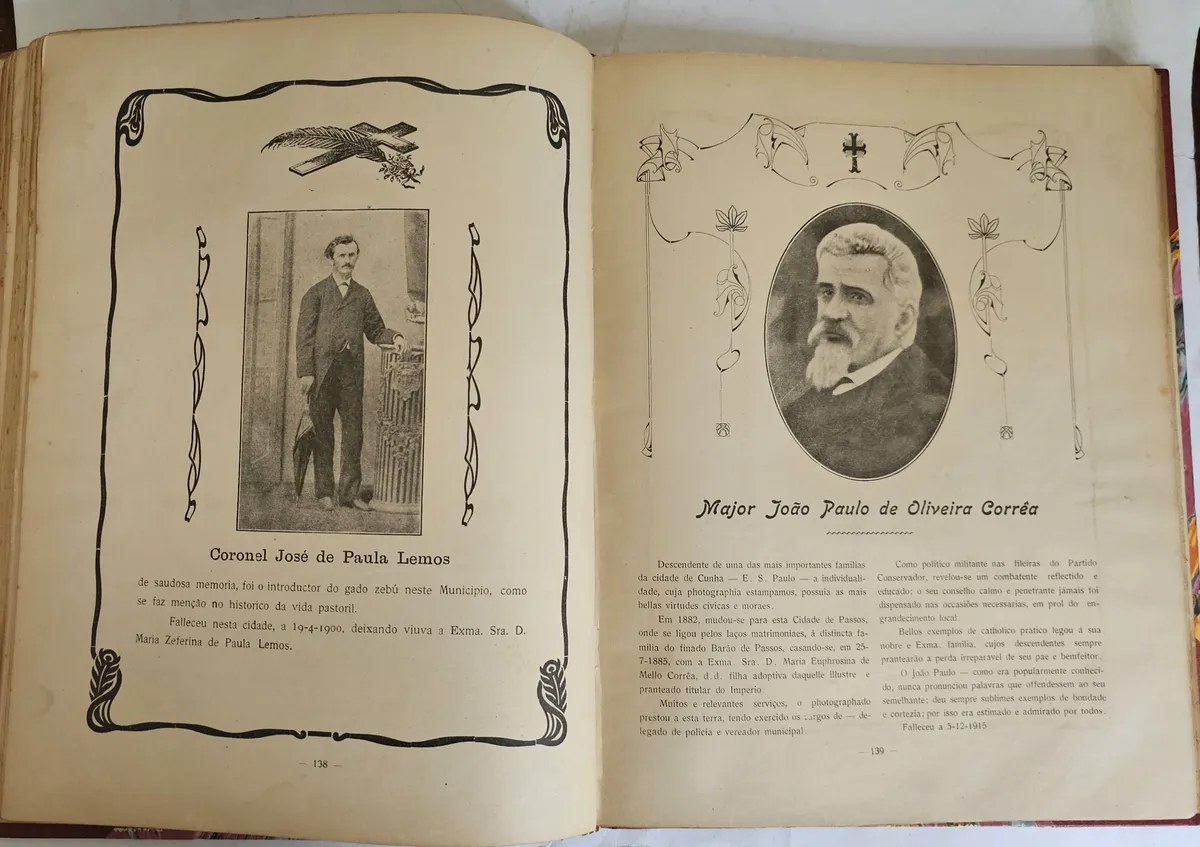 Coronel José de Paula Lemos
de saudosa memoria, foi o introductor do gado zebú neste Municipio, como
se faz menção no historico da vida pastoril.
Falleceu nesta cidade, a 19-4-1900, deixando viuva a Exma. Sra. D.
Maria Zeferina de Paula Lemos.
— 138 —
Major João Paulo de Oliveira Corrêa
Descendente de uma das mais importantes familias
da cidade de Cunha — E. S. Paulo — a individuali-
dade, cuja photographia estampamos, possuia as mais
bellas virtudes civicas e moraes.
Em 1882, mudou-se para esta Cidade de Passos,
onde se ligou pelos laços matrimoniaes, á distincta fa-
milia do finado Barão de Passos, casando-se, em 25-
7-1885, com a Exma. Sra. D. Maria Euphrosina de
Mello Corrêa, d.d. filha adoptiva daquelle illustre e
pranteado titular do Imperio.
Muitos e relevantes serviços, o photographado
prestou a esta terra, tendo exercido os cargos de — de-
legado de policia e vereador municipal.
Como politico militante nas fileiras do Partido
Conservador, revelou-se um combatente reflectido e
educado; o seu conselho calmo e penetrante jámais foi
dispensado nas occasiões necessarias, em prol do en-
grandecimento local.
Bellos exemplos de catholico pratico legou á sua
nobre e Exma. familia, cujos descendentes sempre
prantearão a perda irreparavel de seu pae e bemfeitor.
O João Paulo — como era popularmente conheci-
do, nunca pronunciou palavras que offendessem ao seu
semelhante; deu sempre sublimes exemplos de bondade
e cortezia; por isso era estimado e admirado por todos.
Falleceu a 5-12-1915
— 139 —